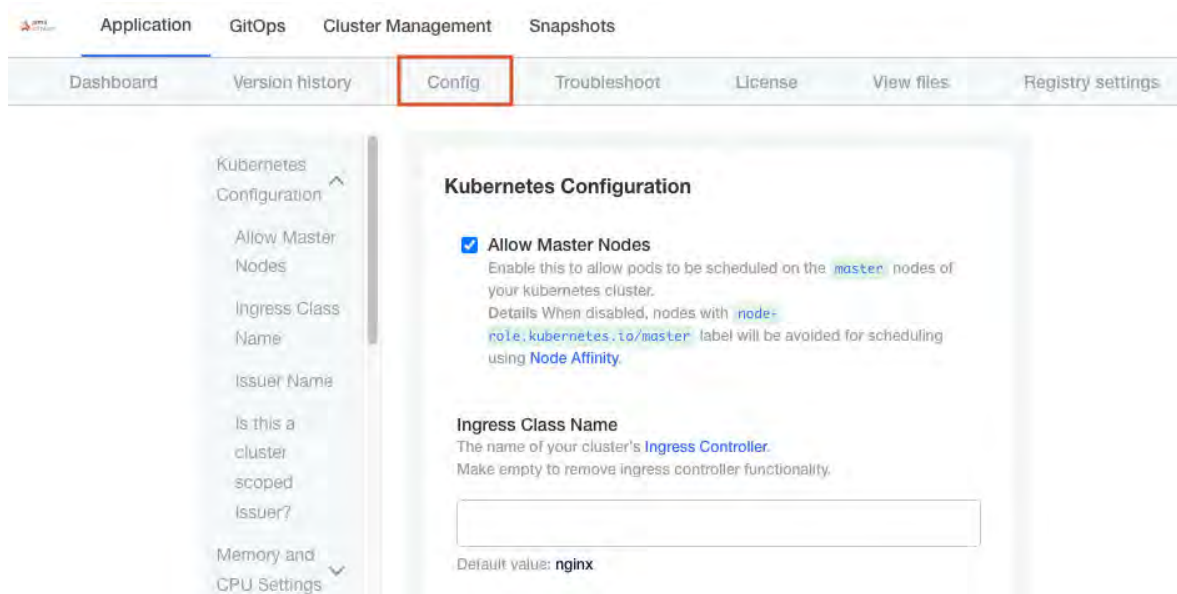 Application GitOps Cluster Management Snapshots
Dashboard Version history Config Troubleshoot License View files Registry settings
Kubernetes
Configuration
Allow Master
Nodes
Ingress Class
Name
Issuer Name
Is this a
cluster
scoped
Issuer?
Memory and
CPU Settings
Kubernetes Configuration
Allow Master Nodes
Enable this to allow pods to be scheduled on the master nodes of
your kubernetes cluster.
Details When disabled, nodes with node-
role.kubernetes.io/master label will be avoided for scheduling
using Node Affinity.
Ingress Class Name
The name of your cluster's Ingress Controller.
Make empty to remove ingress controller functionality.
Default value: nginx